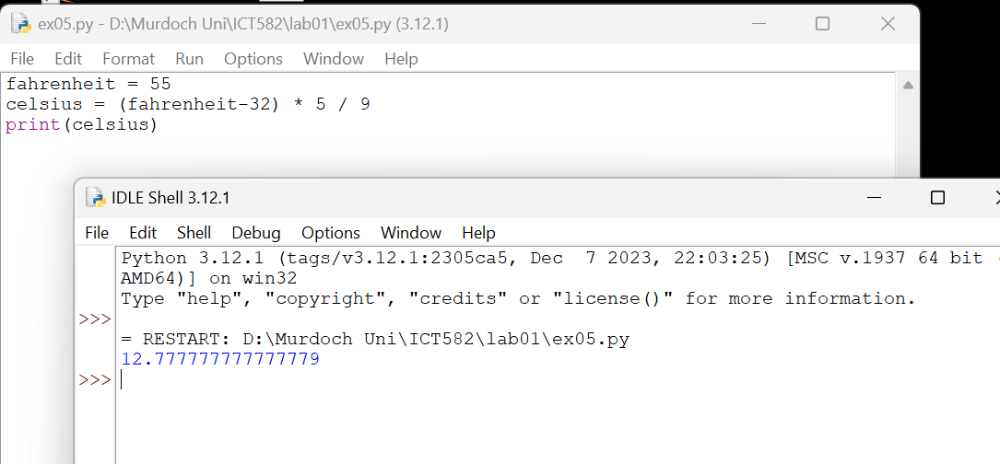 ex05.py - D:\Murdoch Uni\ICT582\lab01\ex05.py (3.12.1)
File Edit Format Run Options Window Help
fahrenheit = 55
celsius = (fahrenheit-32) * 5 / 9
print(celsius)
IDLE Shell 3.12.1
File Edit Shell Debug Options Window Help
Python 3.12.1 (tags/v3.12.1:2305ca5, Dec  7 2023, 22:03:25) [MSC v.1937 64 bit
AMD64)] on win32
Type "help", "copyright", "credits" or "license()" for more information.
>>>
= RESTART: D:\Murdoch Uni\ICT582\lab01\ex05.py
12.777777777777779
>>>